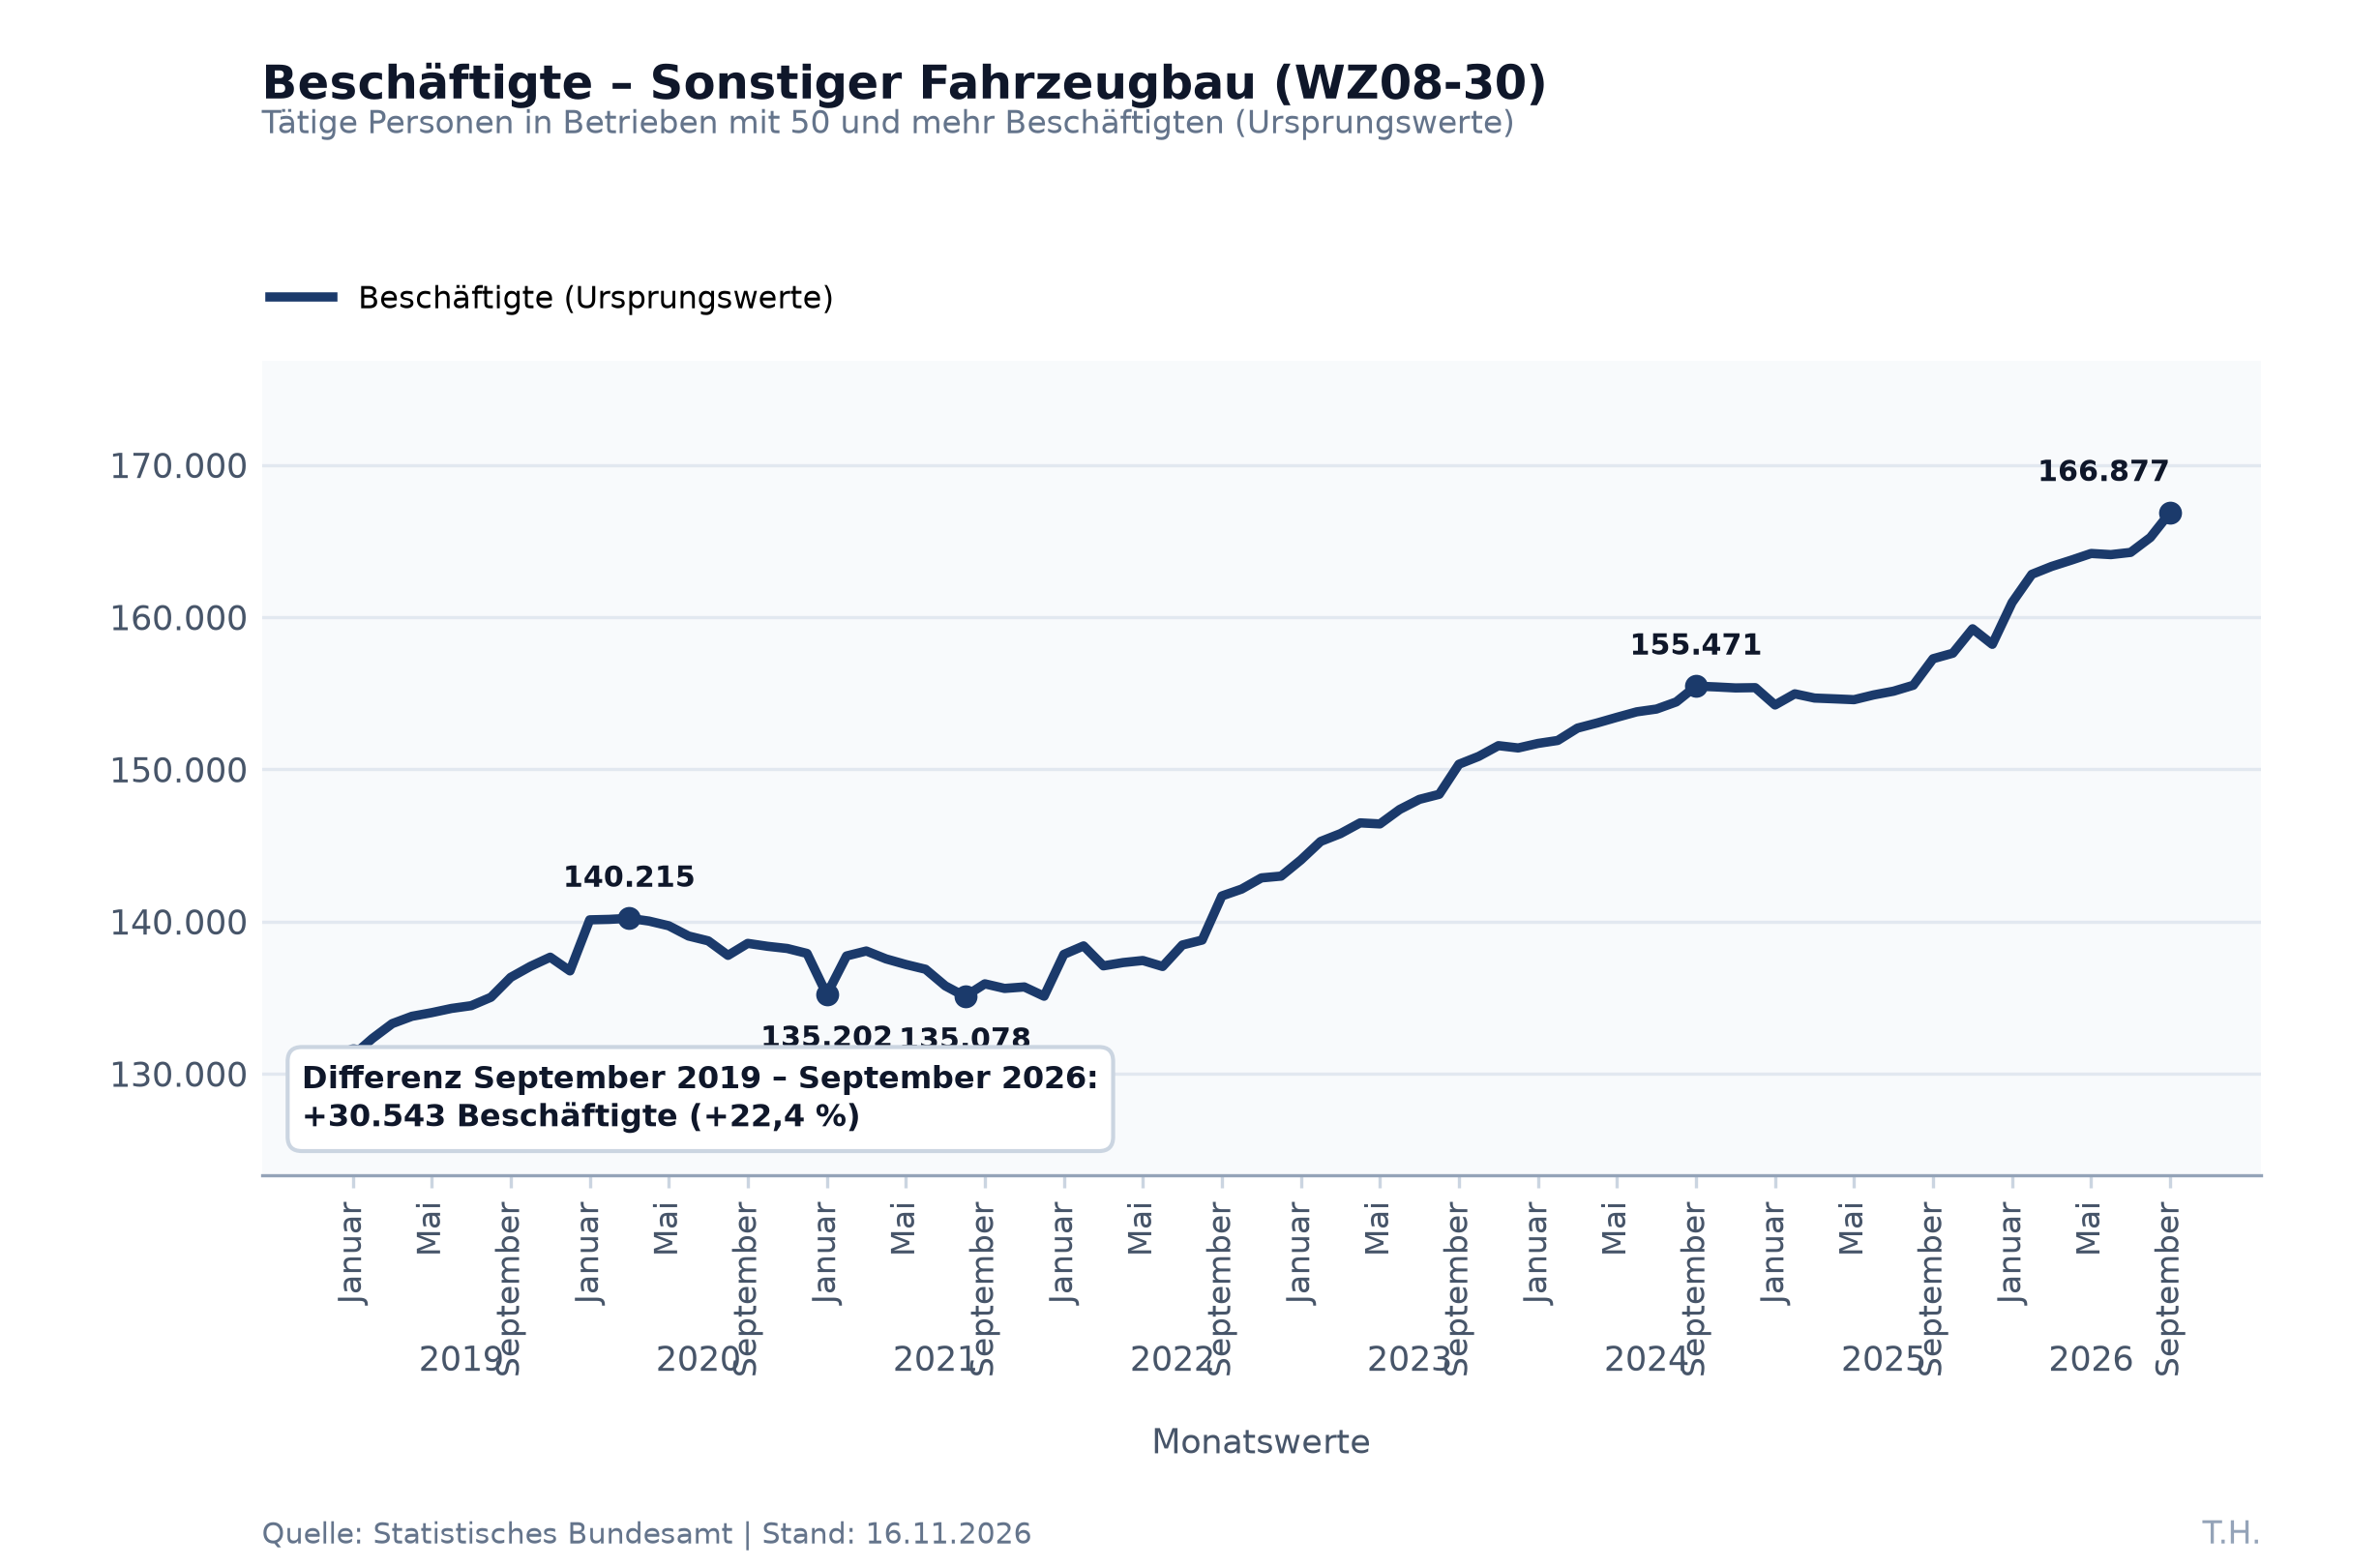 Beschäftigte – Sonstiger Fahrzeugbau (WZ08-30)
Tätige Personen in Betrieben mit 50 und mehr Beschäftigten (Ursprungswerte)
Beschäftigte (Ursprungswerte)
170.000
160.000
150.000
140.000
130.000
166.877
155.471
140.215
135.202
135.078
Differenz September 2019 – September 2026:
+30.543 Beschäftigte (+22,4 %)
Januar
Mai
September
Januar
Mai
September
Januar
Mai
September
Januar
Mai
September
Januar
Mai
September
Januar
Mai
September
Januar
Mai
September
Januar
Mai
September
2019
2020
2021
2022
2023
2024
2025
2026
Monatswerte
Quelle: Statistisches Bundesamt | Stand: 16.11.2026
T.H.